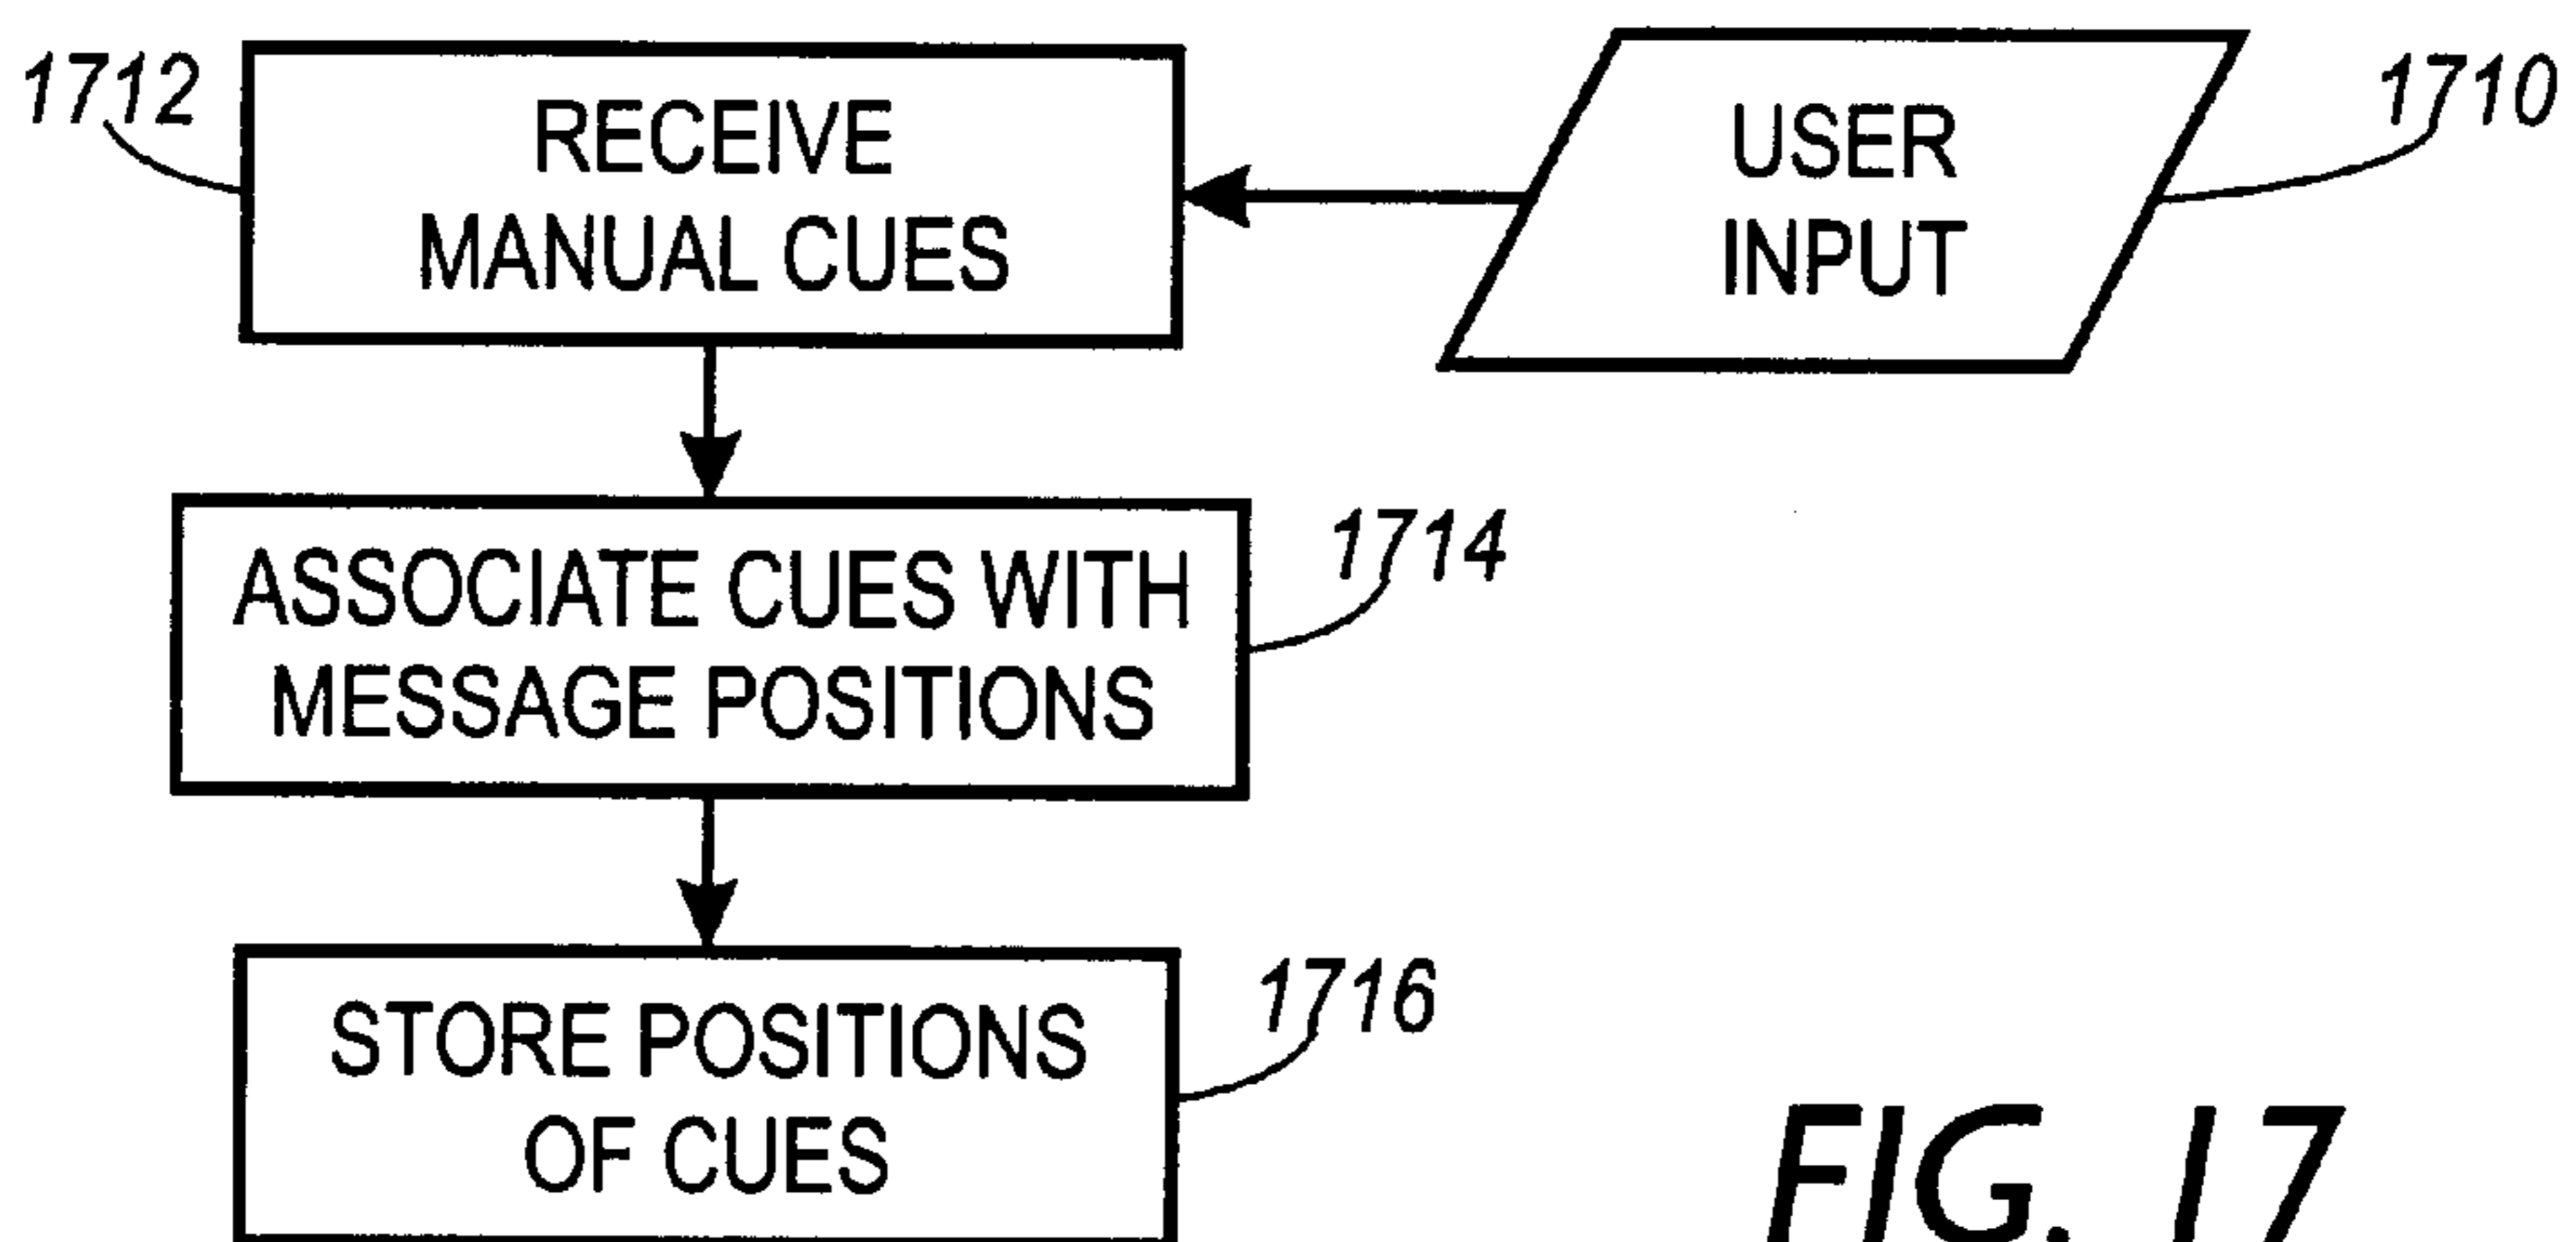 1712
RECEIVE
MANUAL CUES
USER
INPUT
1710
ASSOCIATE CUES WITH
MESSAGE POSITIONS
1714
STORE POSITIONS
OF CUES
1716
FIG. 17